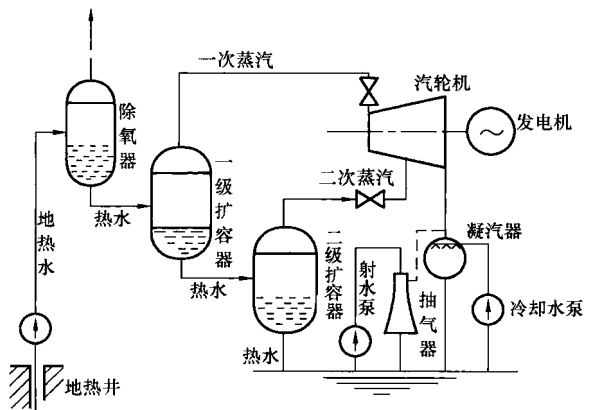 一次蒸汽
汽轮机
发电机
除氧器
一级扩容器
二次蒸汽
热水
地热水
热水
二级扩容器
射水泵
抽气器
凝汽器
冷却水泵
热水
地热井